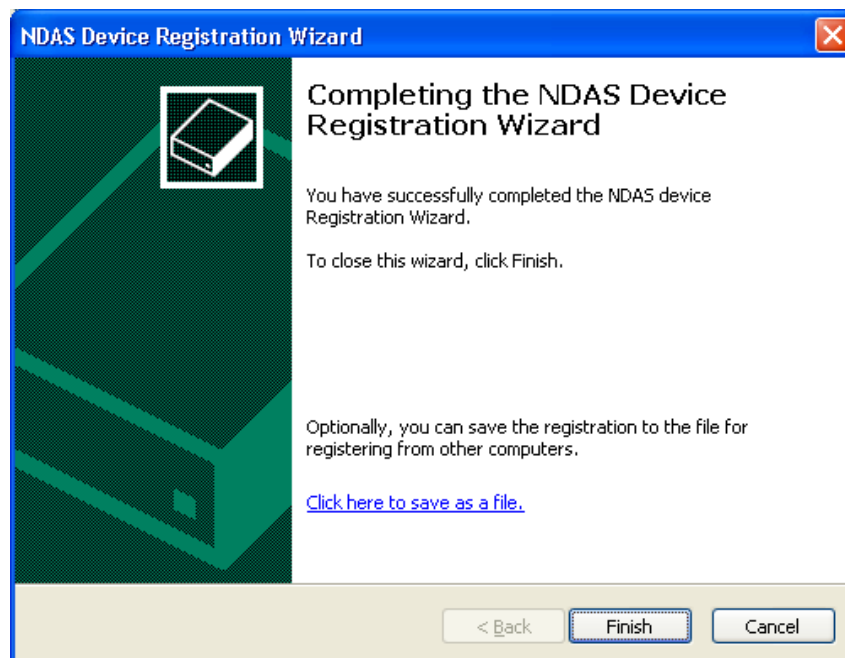 NDAS Device Registration Wizard
Completing the NDAS Device
Registration Wizard
You have successfully completed the NDAS device
Registration Wizard.
To close this wizard, click Finish.
Optionally, you can save the registration to the file for
registering from other computers.
Click here to save as a file.
< Back Finish Cancel